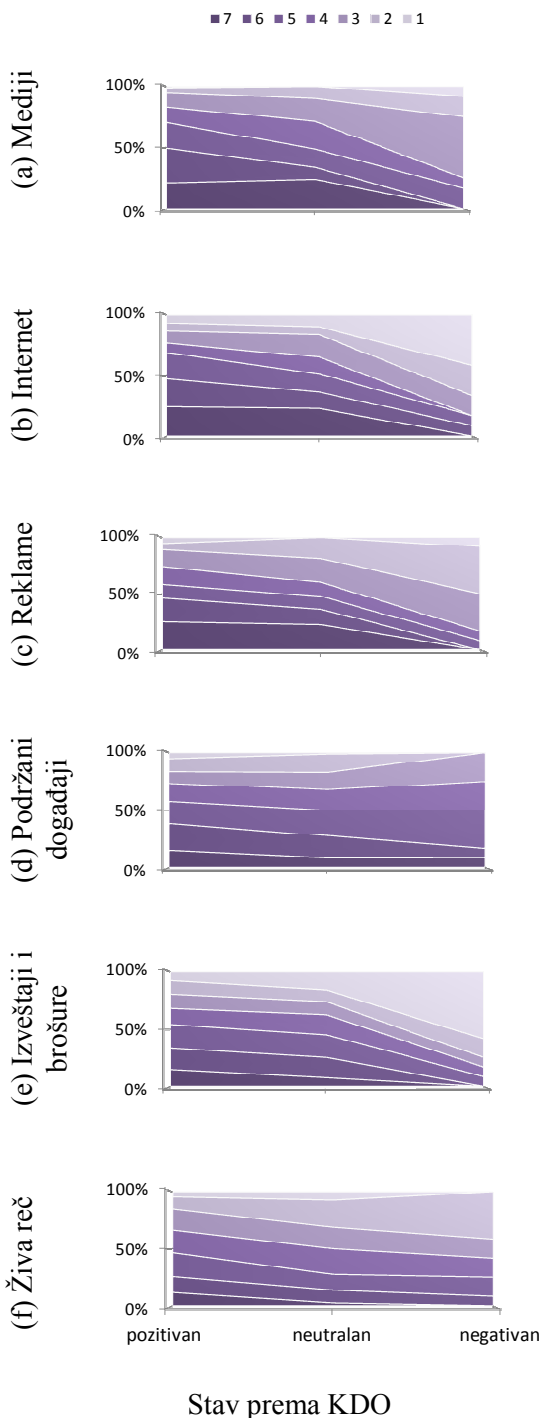 7 6 5 4 3 2 1
(a) Mediji
100%
50%
0%
(b) Internet
100%
50%
0%
(c) Reklame
100%
50%
0%
(d) Podržani
događaji
100%
50%
0%
(e) Izveštaji i
brošure
100%
50%
0%
(f) Živa reč
100%
50%
0%
pozitivan neutralan negativan
Stav prema KDO